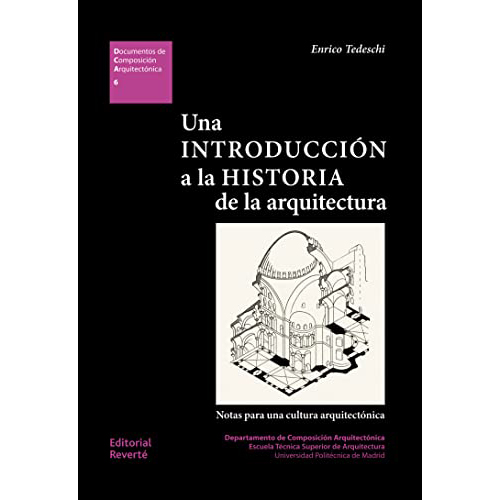 Documentos de
Composición
Arquitectónica
6
Enrico Tedeschi
Una
INTRODUCCIÓN
a la HISTORIA
de la arquitectura
Notas para una cultura arquitectónica
Departamento de Composición Arquitectónica
Escuela Técnica Superior de Arquitectura
Universidad Politécnica de Madrid
Editorial
Reverté